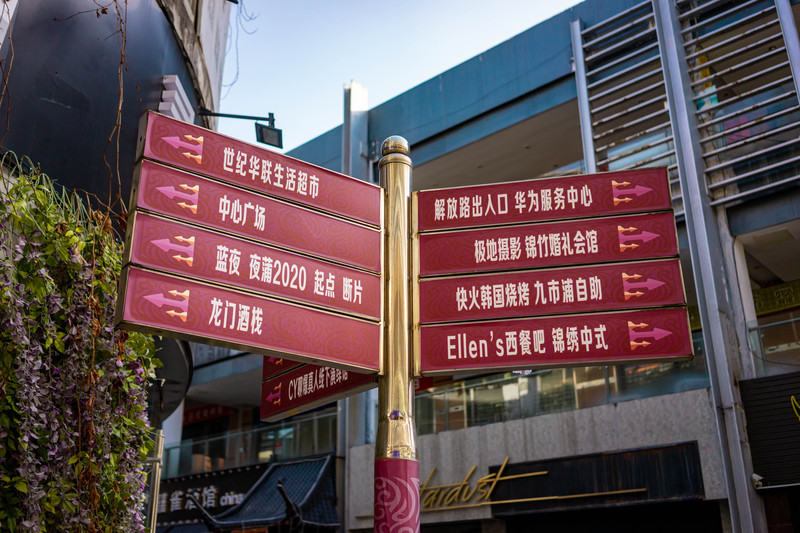 世纪华联生活超市
中心广场
蓝夜 夜蒲2020 起点 断片
龙门酒栈
解放路出入口 华为服务中心
极地摄影 锦竹婚礼会馆
快火韩国烧烤 九市浦自助
Ellen's西餐吧 锦绣中式
china